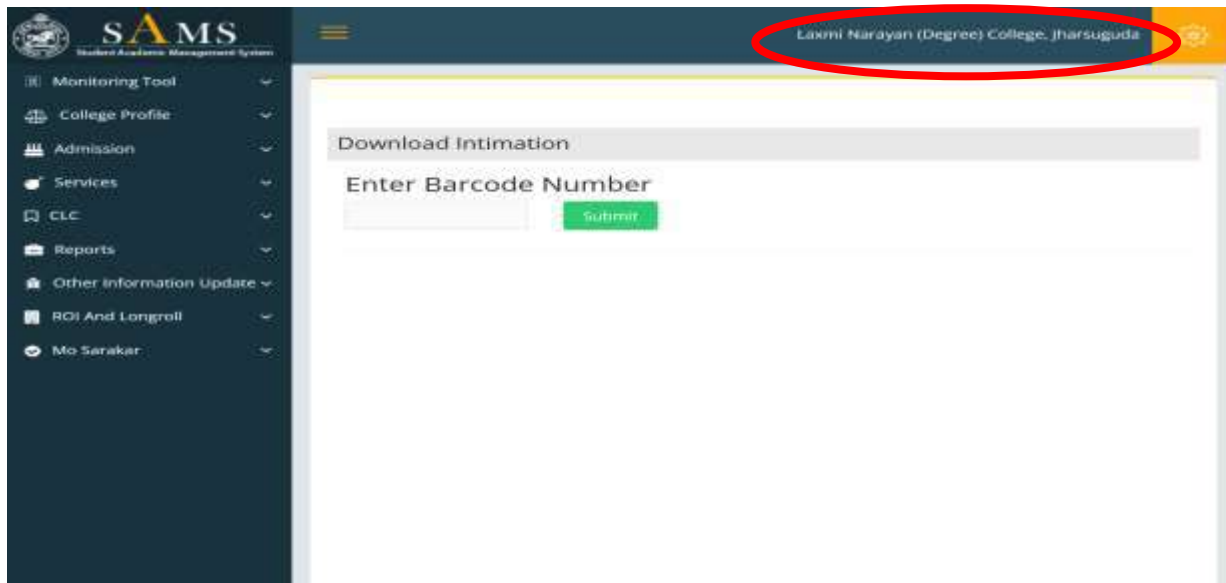 SAMS
Student Academic Management System
Laxmi Narayan (Degree) College, Jharsuguda
Monitoring Tool
College Profile
Admission
Services
CLC
Reports
Other Information Update
ROI And Longroll
Mo Sarakar
Download Intimation
Enter Barcode Number
Submit